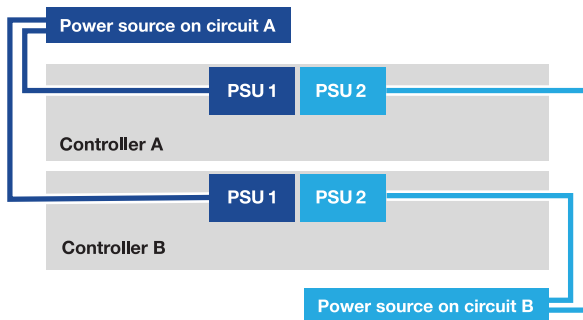 Power source on circuit A
PSU 1
PSU 2
Controller A
PSU 1
PSU 2
Controller B
Power source on circuit B